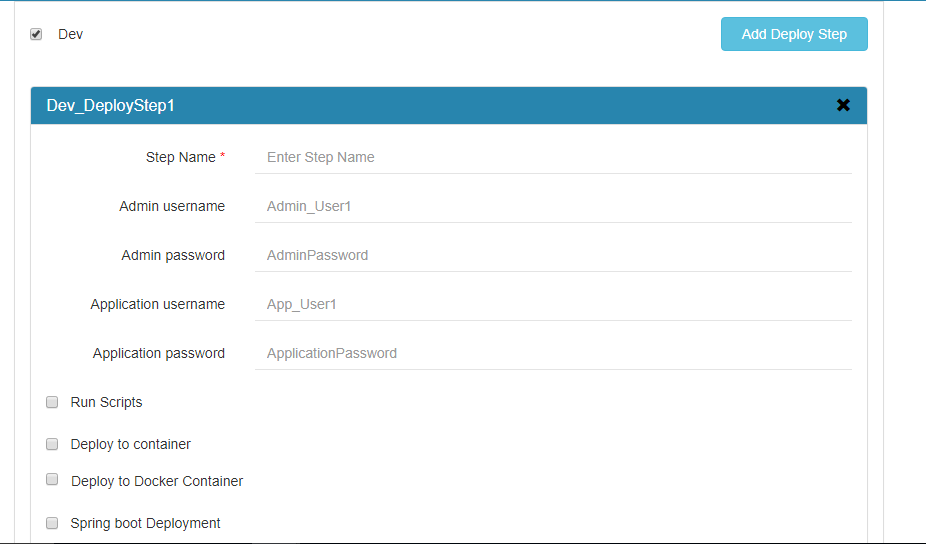 Dev
Add Deploy Step
Dev_DeployStep1
Step Name * Enter Step Name
Admin username Admin_User1
Admin password AdminPassword
Application username App_User1
Application password ApplicationPassword
Run Scripts
Deploy to container
Deploy to Docker Container
Spring boot Deployment